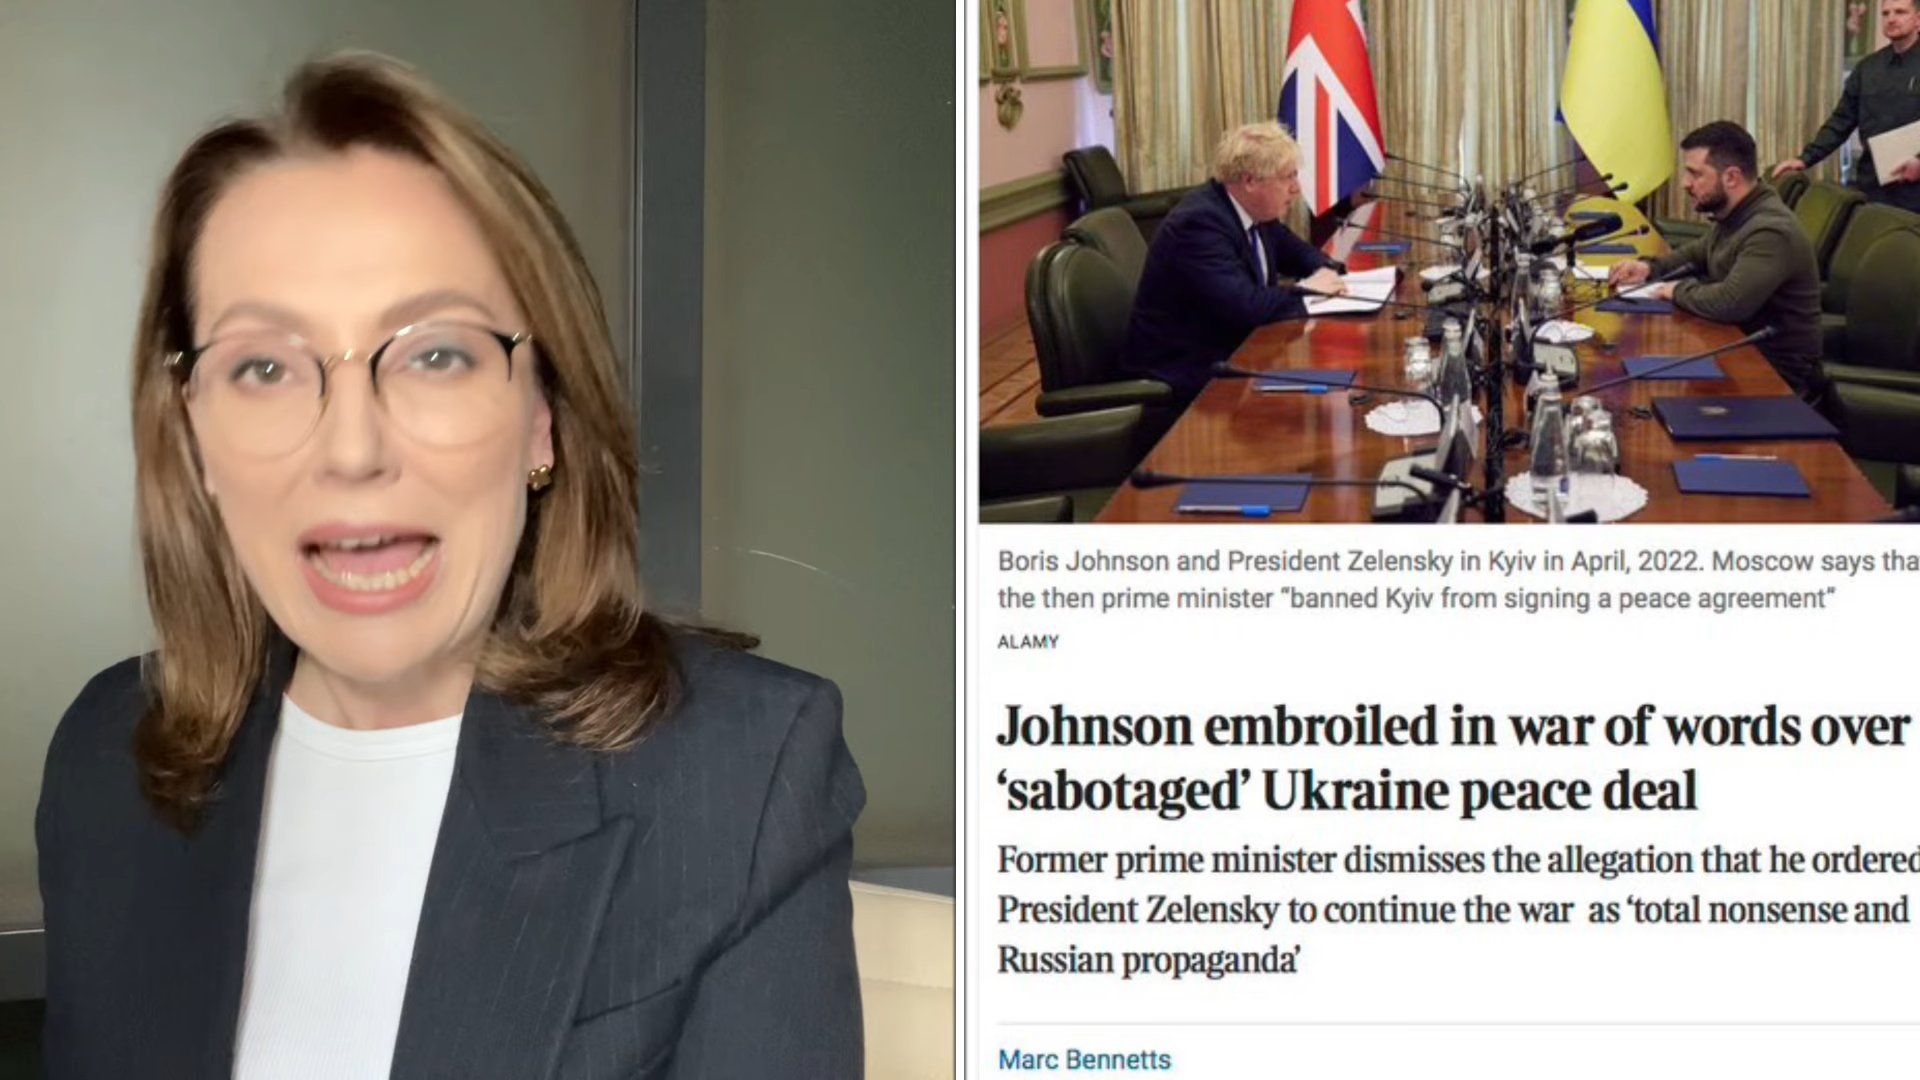 Boris Johnson and President Zelensky in Kyiv in April, 2022. Moscow says tha
the then prime minister “banned Kyiv from signing a peace agreement”
ALAMY
Johnson embroiled in war of words over
‘sabotaged’ Ukraine peace deal
Former prime minister dismisses the allegation that he ordered
President Zelensky to continue the war as ‘total nonsense and
Russian propaganda’
Marc Bennetts